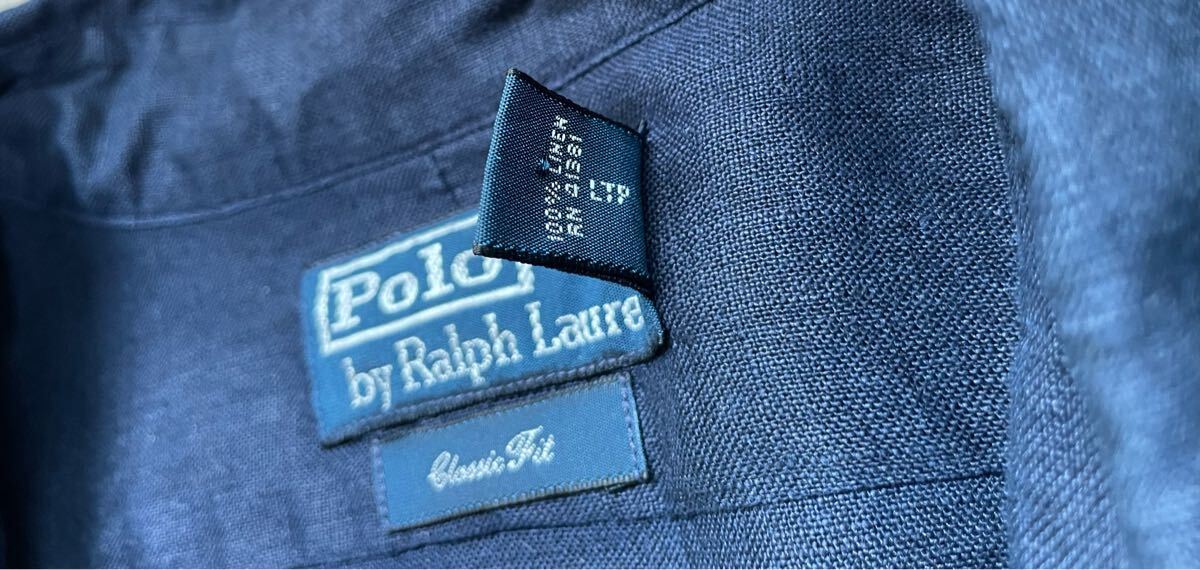 100% LINEN
RN 41381
LTP
Polo
by Ralph Laure
Classic Fit